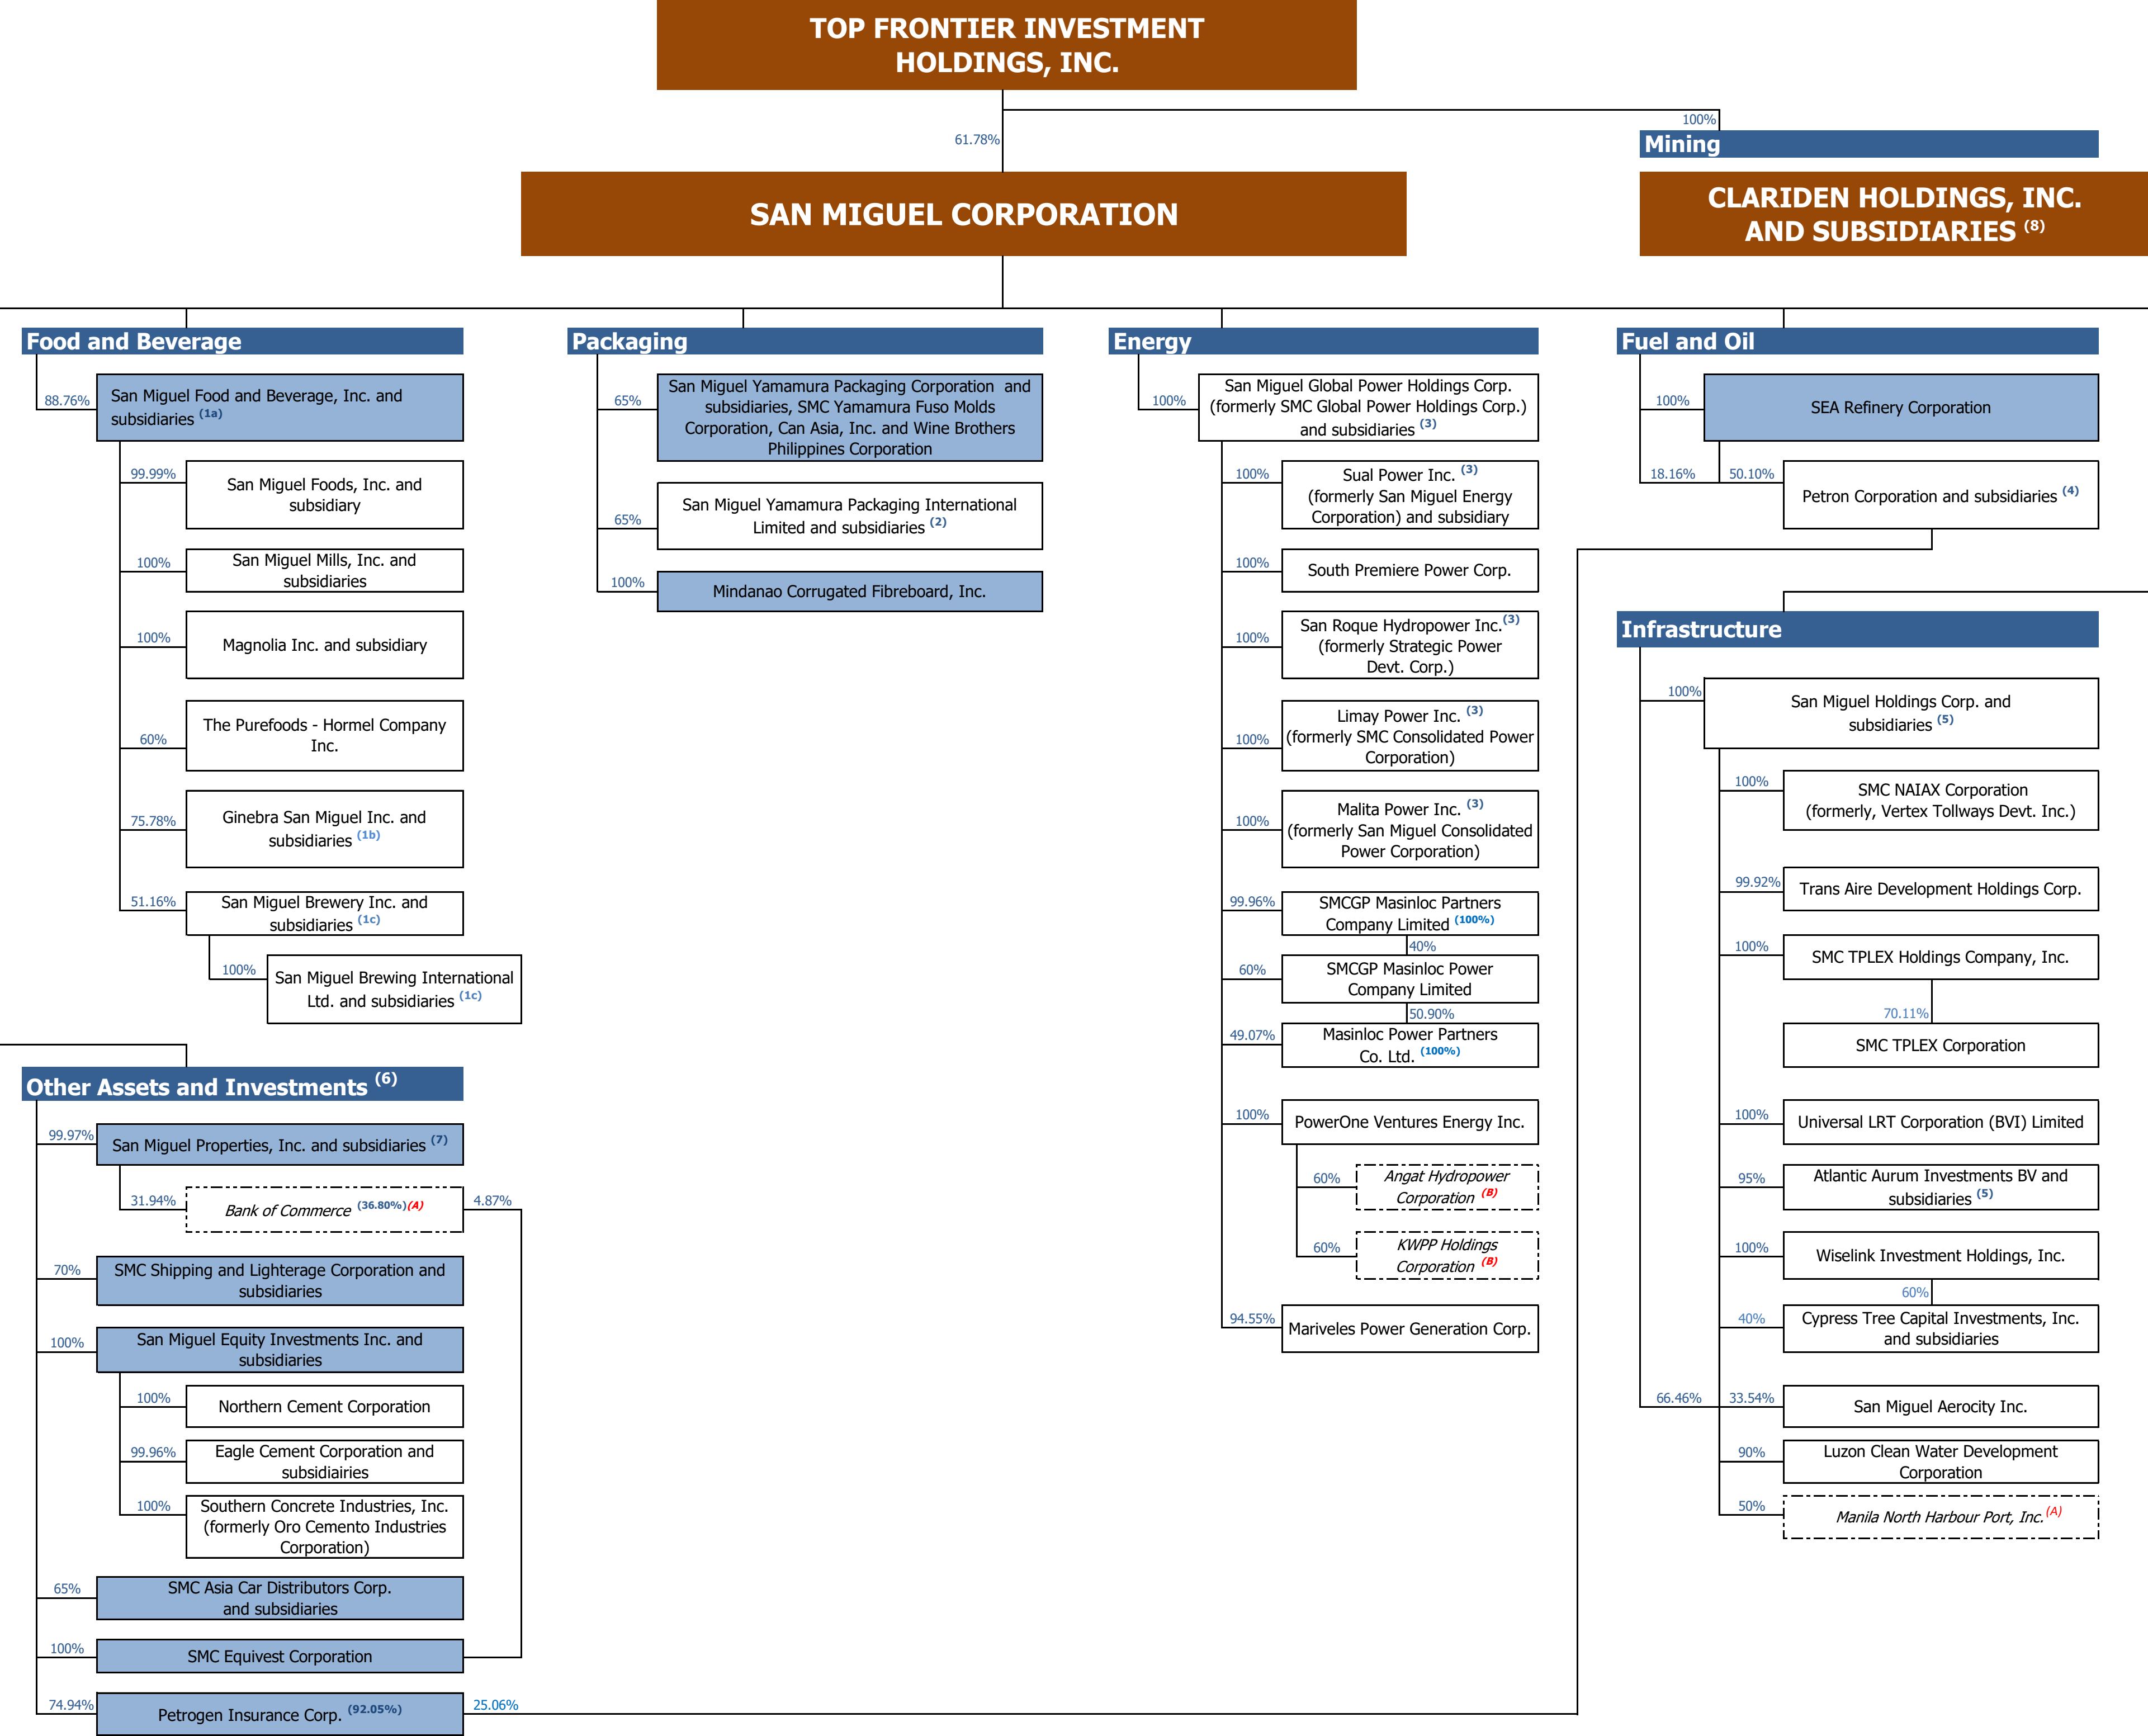 TOP FRONTIER INVESTMENT
HOLDINGS, INC.
61.78%
100%
Mining
SAN MIGUEL CORPORATION
CLARIDEN HOLDINGS, INC.
AND SUBSIDIARIES (8)
Food and Beverage
88.76%
San Miguel Food and Beverage, Inc. and
subsidiaries (1a)
99.99%
San Miguel Foods, Inc. and
subsidiary
100%
San Miguel Mills, Inc. and
subsidiaries
100%
Magnolia Inc. and subsidiary
60%
The Purefoods - Hormel Company
Inc.
75.78%
Ginebra San Miguel Inc. and
subsidiaries (1b)
51.16%
San Miguel Brewery Inc. and
subsidiaries (1c)
100%
San Miguel Brewing International
Ltd. and subsidiaries (1c)
Packaging
65%
San Miguel Yamamura Packaging Corporation and
subsidiaries, SMC Yamamura Fuso Molds
Corporation, Can Asia, Inc. and Wine Brothers
Philippines Corporation
65%
San Miguel Yamamura Packaging International
Limited and subsidiaries (2)
100%
Mindanao Corrugated Fibreboard, Inc.
Energy
100%
San Miguel Global Power Holdings Corp.
(formerly SMC Global Power Holdings Corp.)
and subsidiaries (3)
100%
Sual Power Inc. (3)
(formerly San Miguel Energy
Corporation) and subsidiary
100%
South Premiere Power Corp.
100%
San Roque Hydropower Inc.(3)
(formerly Strategic Power
Devt. Corp.)
100%
Limay Power Inc. (3)
(formerly SMC Consolidated Power
Corporation)
100%
Malita Power Inc. (3)
(formerly San Miguel Consolidated
Power Corporation)
99.96%
SMCGP Masinloc Partners
Company Limited (100%)
40%
60%
SMCGP Masinloc Power
Company Limited
50.90%
49.07%
Masinloc Power Partners
Co. Ltd. (100%)
100%
PowerOne Ventures Energy Inc.
60%
Angat Hydropower
Corporation (B)
60%
KWPP Holdings
Corporation (B)
94.55%
Mariveles Power Generation Corp.
Fuel and Oil
100%
SEA Refinery Corporation
18.16%
50.10%
Petron Corporation and subsidiaries (4)
Infrastructure
100%
San Miguel Holdings Corp. and
subsidiaries (5)
100%
SMC NAIAX Corporation
(formerly, Vertex Tollways Devt. Inc.)
99.92%
Trans Aire Development Holdings Corp.
100%
SMC TPLEX Holdings Company, Inc.
70.11%
SMC TPLEX Corporation
100%
Universal LRT Corporation (BVI) Limited
95%
Atlantic Aurum Investments BV and
subsidiaries (5)
100%
Wiselink Investment Holdings, Inc.
60%
40%
Cypress Tree Capital Investments, Inc.
and subsidiaries
66.46%
33.54%
San Miguel Aerocity Inc.
90%
Luzon Clean Water Development
Corporation
50%
Manila North Harbour Port, Inc.(A)
Other Assets and Investments (6)
99.97%
San Miguel Properties, Inc. and subsidiaries (7)
31.94%
Bank of Commerce (36.80%)(A)
4.87%
70%
SMC Shipping and Lighterage Corporation and
subsidiaries
100%
San Miguel Equity Investments Inc. and
subsidiaries
100%
Northern Cement Corporation
99.96%
Eagle Cement Corporation and
subsidiairies
100%
Southern Concrete Industries, Inc.
(formerly Oro Cemento Industries
Corporation)
65%
SMC Asia Car Distributors Corp.
and subsidiaries
100%
SMC Equivest Corporation
74.94%
Petrogen Insurance Corp. (92.05%)
25.06%